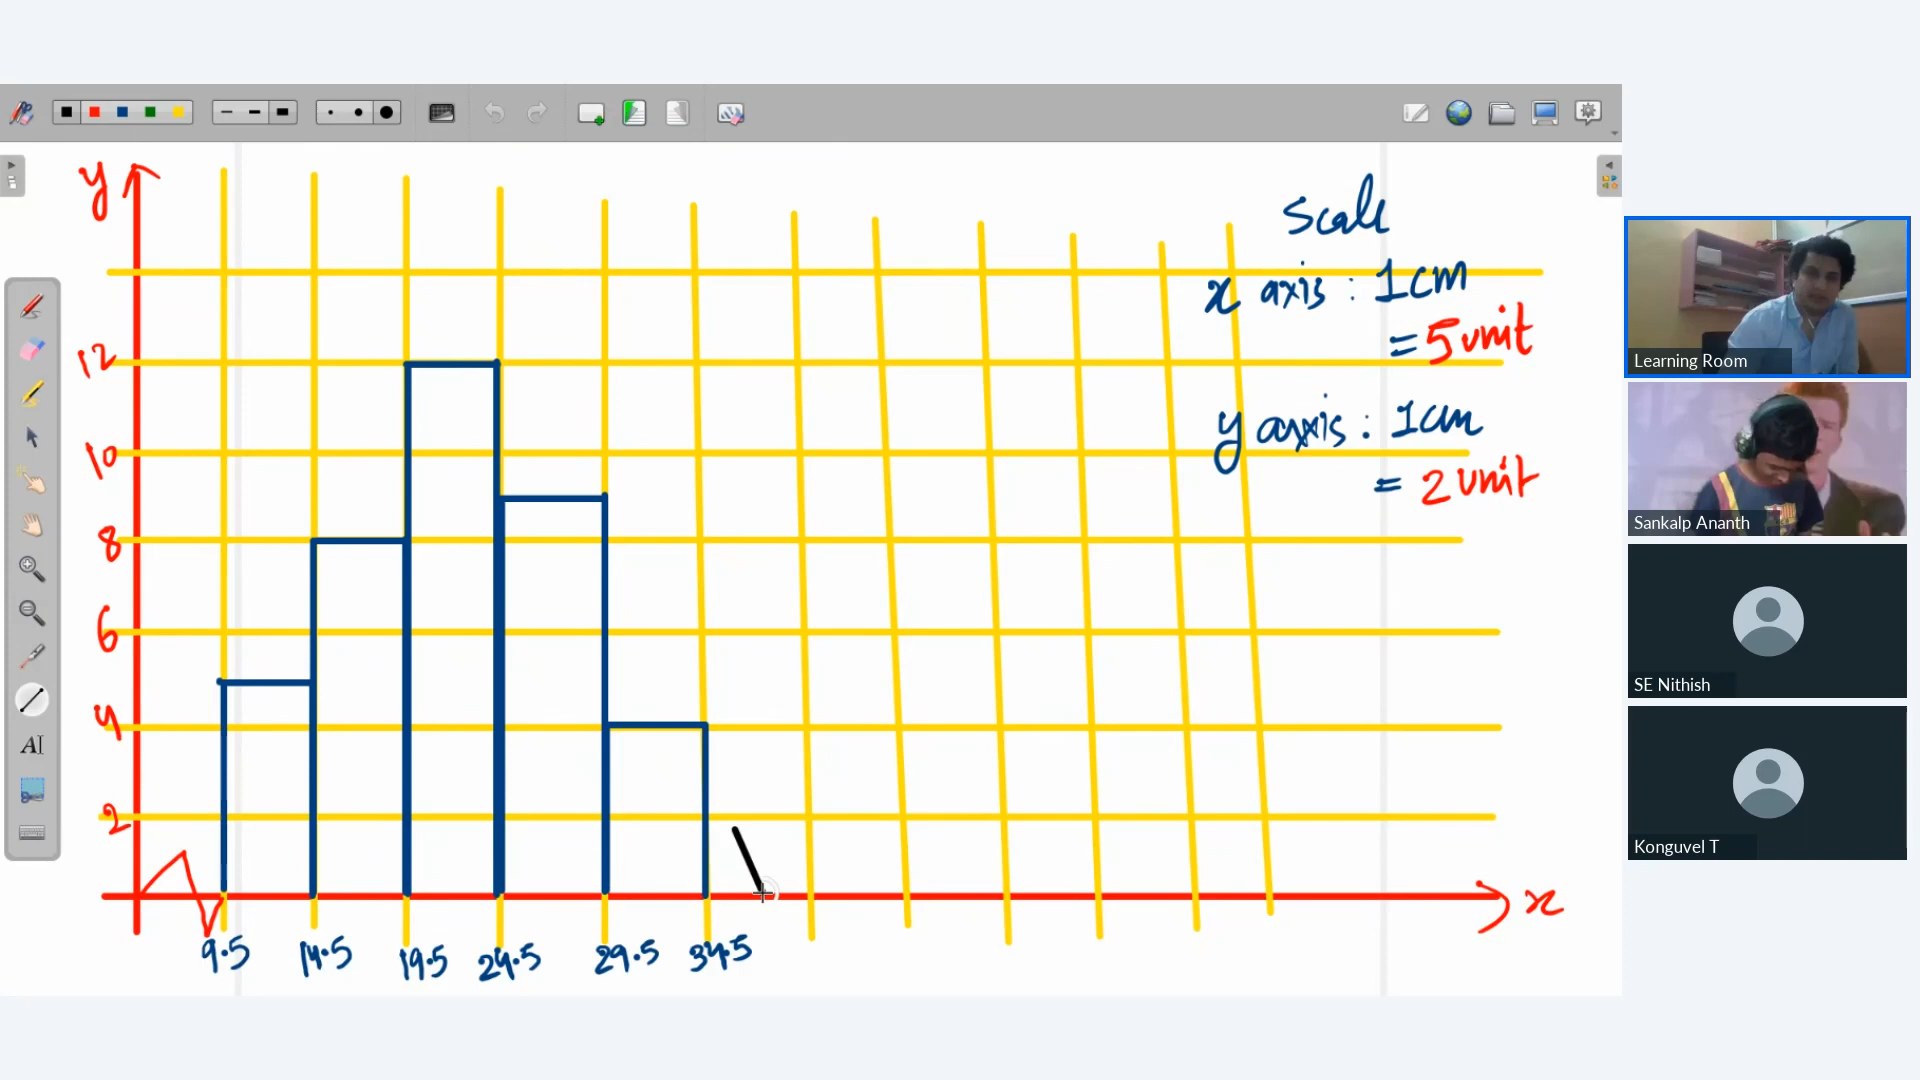 y
Scale
x axis : 1cm
= 5 unit
y axis : 1cm
= 2 unit
12
10
8
6
4
2
x
9.5 14.5 19.5 24.5 29.5 34.5
AI
Learning Room
Sankalp Ananth
SE Nithish
Konguvel T